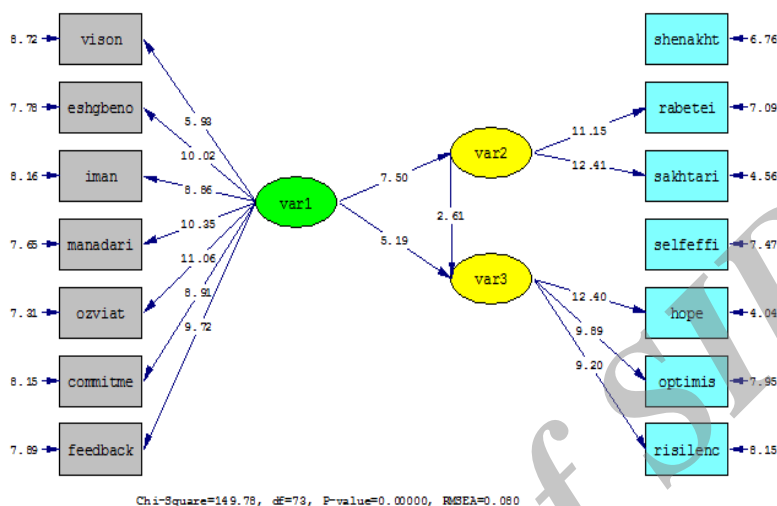 8.72 vison
7.78 eshgbeno
8.16 iman
7.65 manadari
7.31 ozviat
8.15 commitme
7.89 feedback
5.93
10.02
8.86
10.35
11.06
8.91
9.72
var1
7.50
5.19
var2
2.61
var3
11.15
12.41
12.40
9.89
9.20
shenakht 6.76
rabetei 7.09
sakhtari 4.56
selfeffi 7.47
hope 4.04
optimis 7.95
risilenc 8.15
Chi-Square=149.78, df=73, P-value=0.00000, RMSEA=0.080
of SID